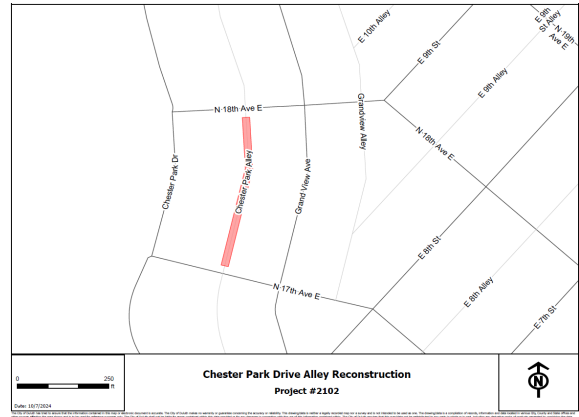 E 10th Alley
E 9th St
E 9th
St Alley
N 19th
Ave E
E 9th Alley
N 18th Ave E
Grandview Alley
N 18th Ave E
Chester Park Dr
Chester Park Alley
Grand View Ave
E 8th St
N 17th Ave E
E 8th Alley
E 7th St
0 250
ft
Date: 10/7/2024
Chester Park Drive Alley Reconstruction
Project #2102
N